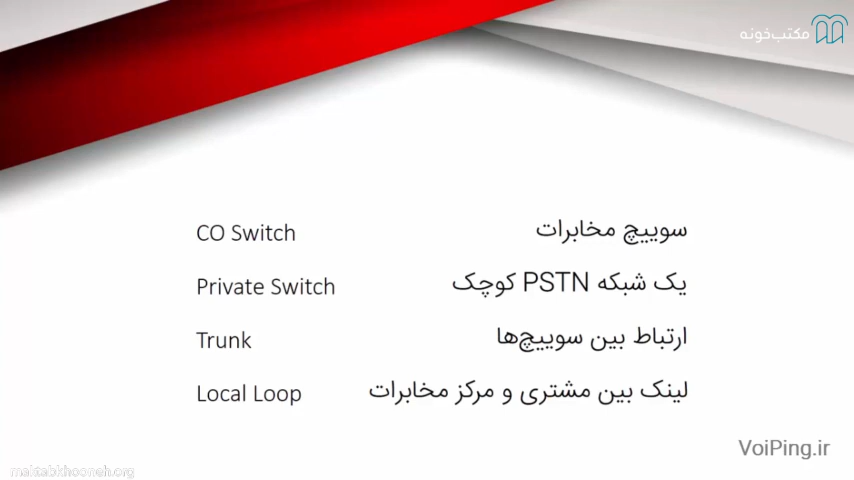 مکتب‌خونه
CO Switch سوییچ مخابرات
Private Switch یک شبکه PSTN کوچک
Trunk ارتباط بین سوییچ‌ها
Local Loop لینک بین مشتری و مرکز مخابرات
VoiPing.ir
maktabkhooneh.org